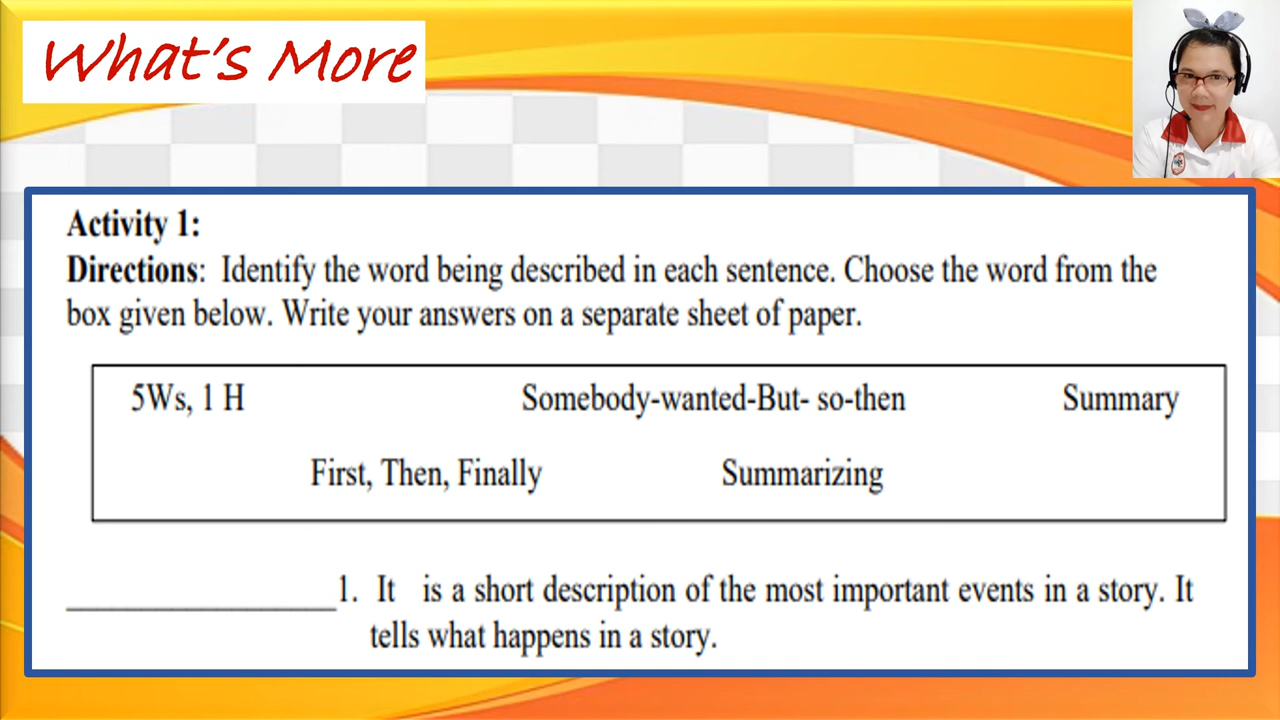 What's More
Activity 1:
Directions: Identify the word being described in each sentence. Choose the word from the
box given below. Write your answers on a separate sheet of paper.
5Ws, 1 H Somebody-wanted-But- so-then Summary
First, Then, Finally Summarizing
____________________1. It is a short description of the most important events in a story. It
tells what happens in a story.